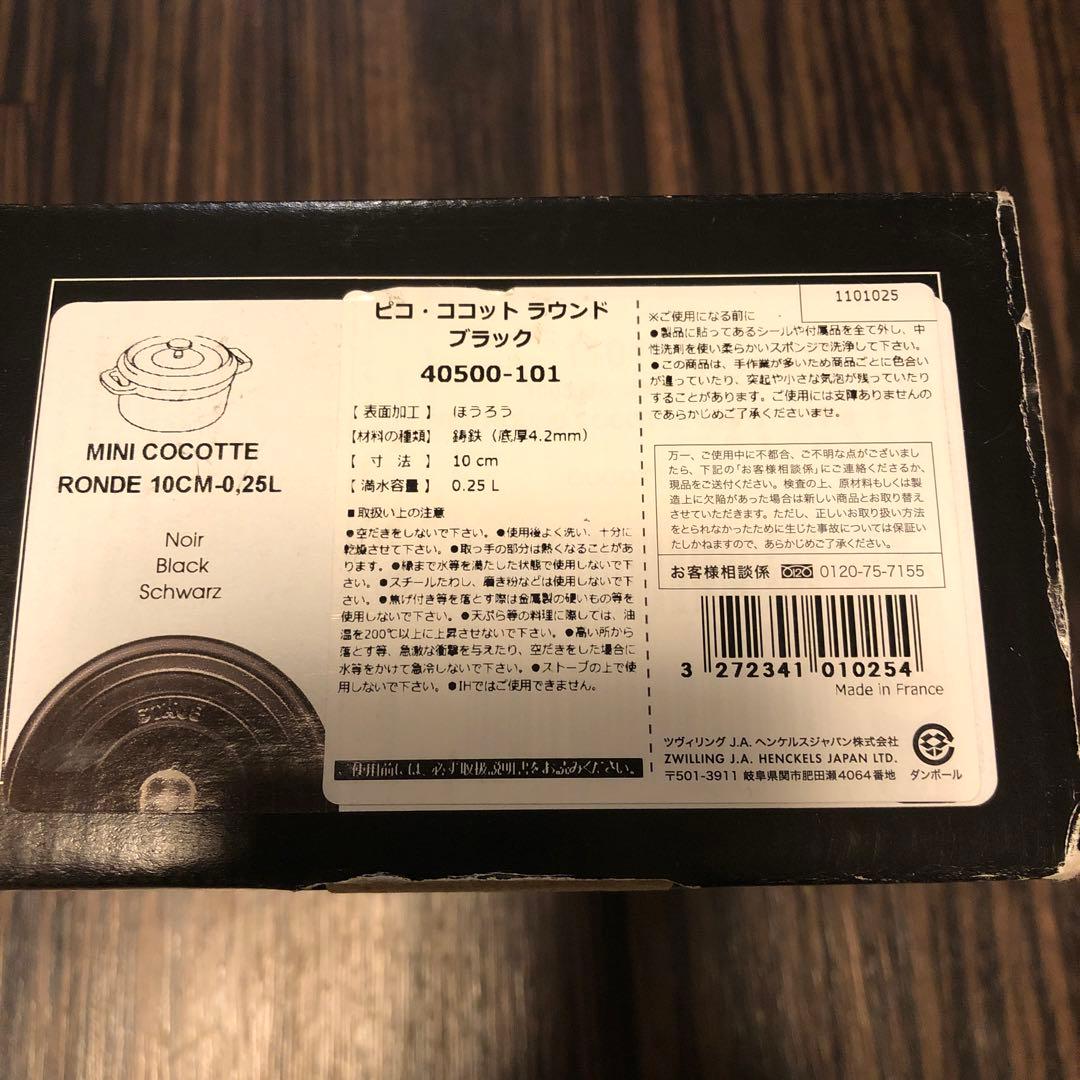 MINI COCOTTE
RONDE 10CM-0,25L
Noir
Black
Schwarz
STAUB
ピコ・ココット ラウンド
ブラック
40500-101
【 表面加工 】 ほうろう
【材料の種類】 鋳鉄（底厚4.2mm）
【 寸 法 】 10 cm
【 満水容量 】 0.25 L
■取扱い上の注意
●空だきをしないで下さい。●使用後よく洗い、十分に
乾燥させて下さい。●取っ手の部分は熱くなることがあ
ります。●縁まで水等を満たした状態で使用しないで下
さい。●スチールたわし、磨き粉などは使用しないで下
さい。●焦げ付き等を落とす際は金属製の硬いもの等を
使用しないで下さい。●天ぷら等の料理に際しては、油
温を200℃以上に上昇させないで下さい。●高い所から
落とす等、急激な衝撃を与えたり、空だきをした場合に
水等をかけて急冷しないで下さい。●ストーブの上で使
用しないで下さい。●IHではご使用できません。
ご使用前には、必ず取扱説明書をお読みください。
1101025
※ご使用になる前に
●製品に貼ってあるシールや付属品を全て外し、中
性洗剤を使い柔らかいスポンジで洗浄して下さい。
●この商品は、手作業が多いため商品ごとに色合い
が違っていたり、突起や小さな気泡が残っていたり
することがあります。ご使用には支障ありませんの
であらかじめご了承くださいませ。
万一、ご使用中に不都合、ご不明な点がございまし
たら、下記の「お客様相談係」にご連絡くださるか、
現品をご送付ください。検査の上、原材料もしくは製
造上に欠陥があった場合は新しい商品とお取り替え
させていただきます。ただし、正しいお取り扱い方法
をとられなかったために生じた事故については保証い
たしかねますので、あらかじめご了承ください。
お客様相談係 0120-75-7155
3 272341 010254
Made in France
ツヴィリング J.A. ヘンケルスジャパン株式会社
ZWILLING J.A. HENCKELS JAPAN LTD.
〒501-3911 岐阜県関市肥田瀬4064番地
ダンボール